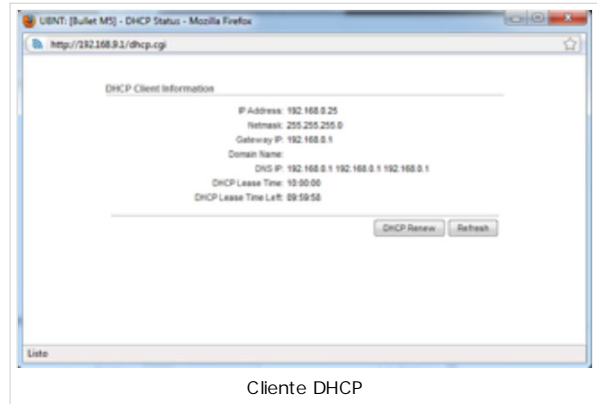 UBNT: [Bullet M5] - DHCP Status - Mozilla Firefox
http://192.168.9.1/dhcp.cgi
DHCP Client Information
IP Address: 192.168.0.25
Netmask: 255.255.255.0
Gateway IP: 192.168.0.1
Domain Name:
DNS IP: 192.168.0.1 192.168.0.1 192.168.0.1
DHCP Lease Time: 10:00:00
DHCP Lease Time Left: 09:59:58
DHCP Renew Refresh
Listo
Cliente DHCP